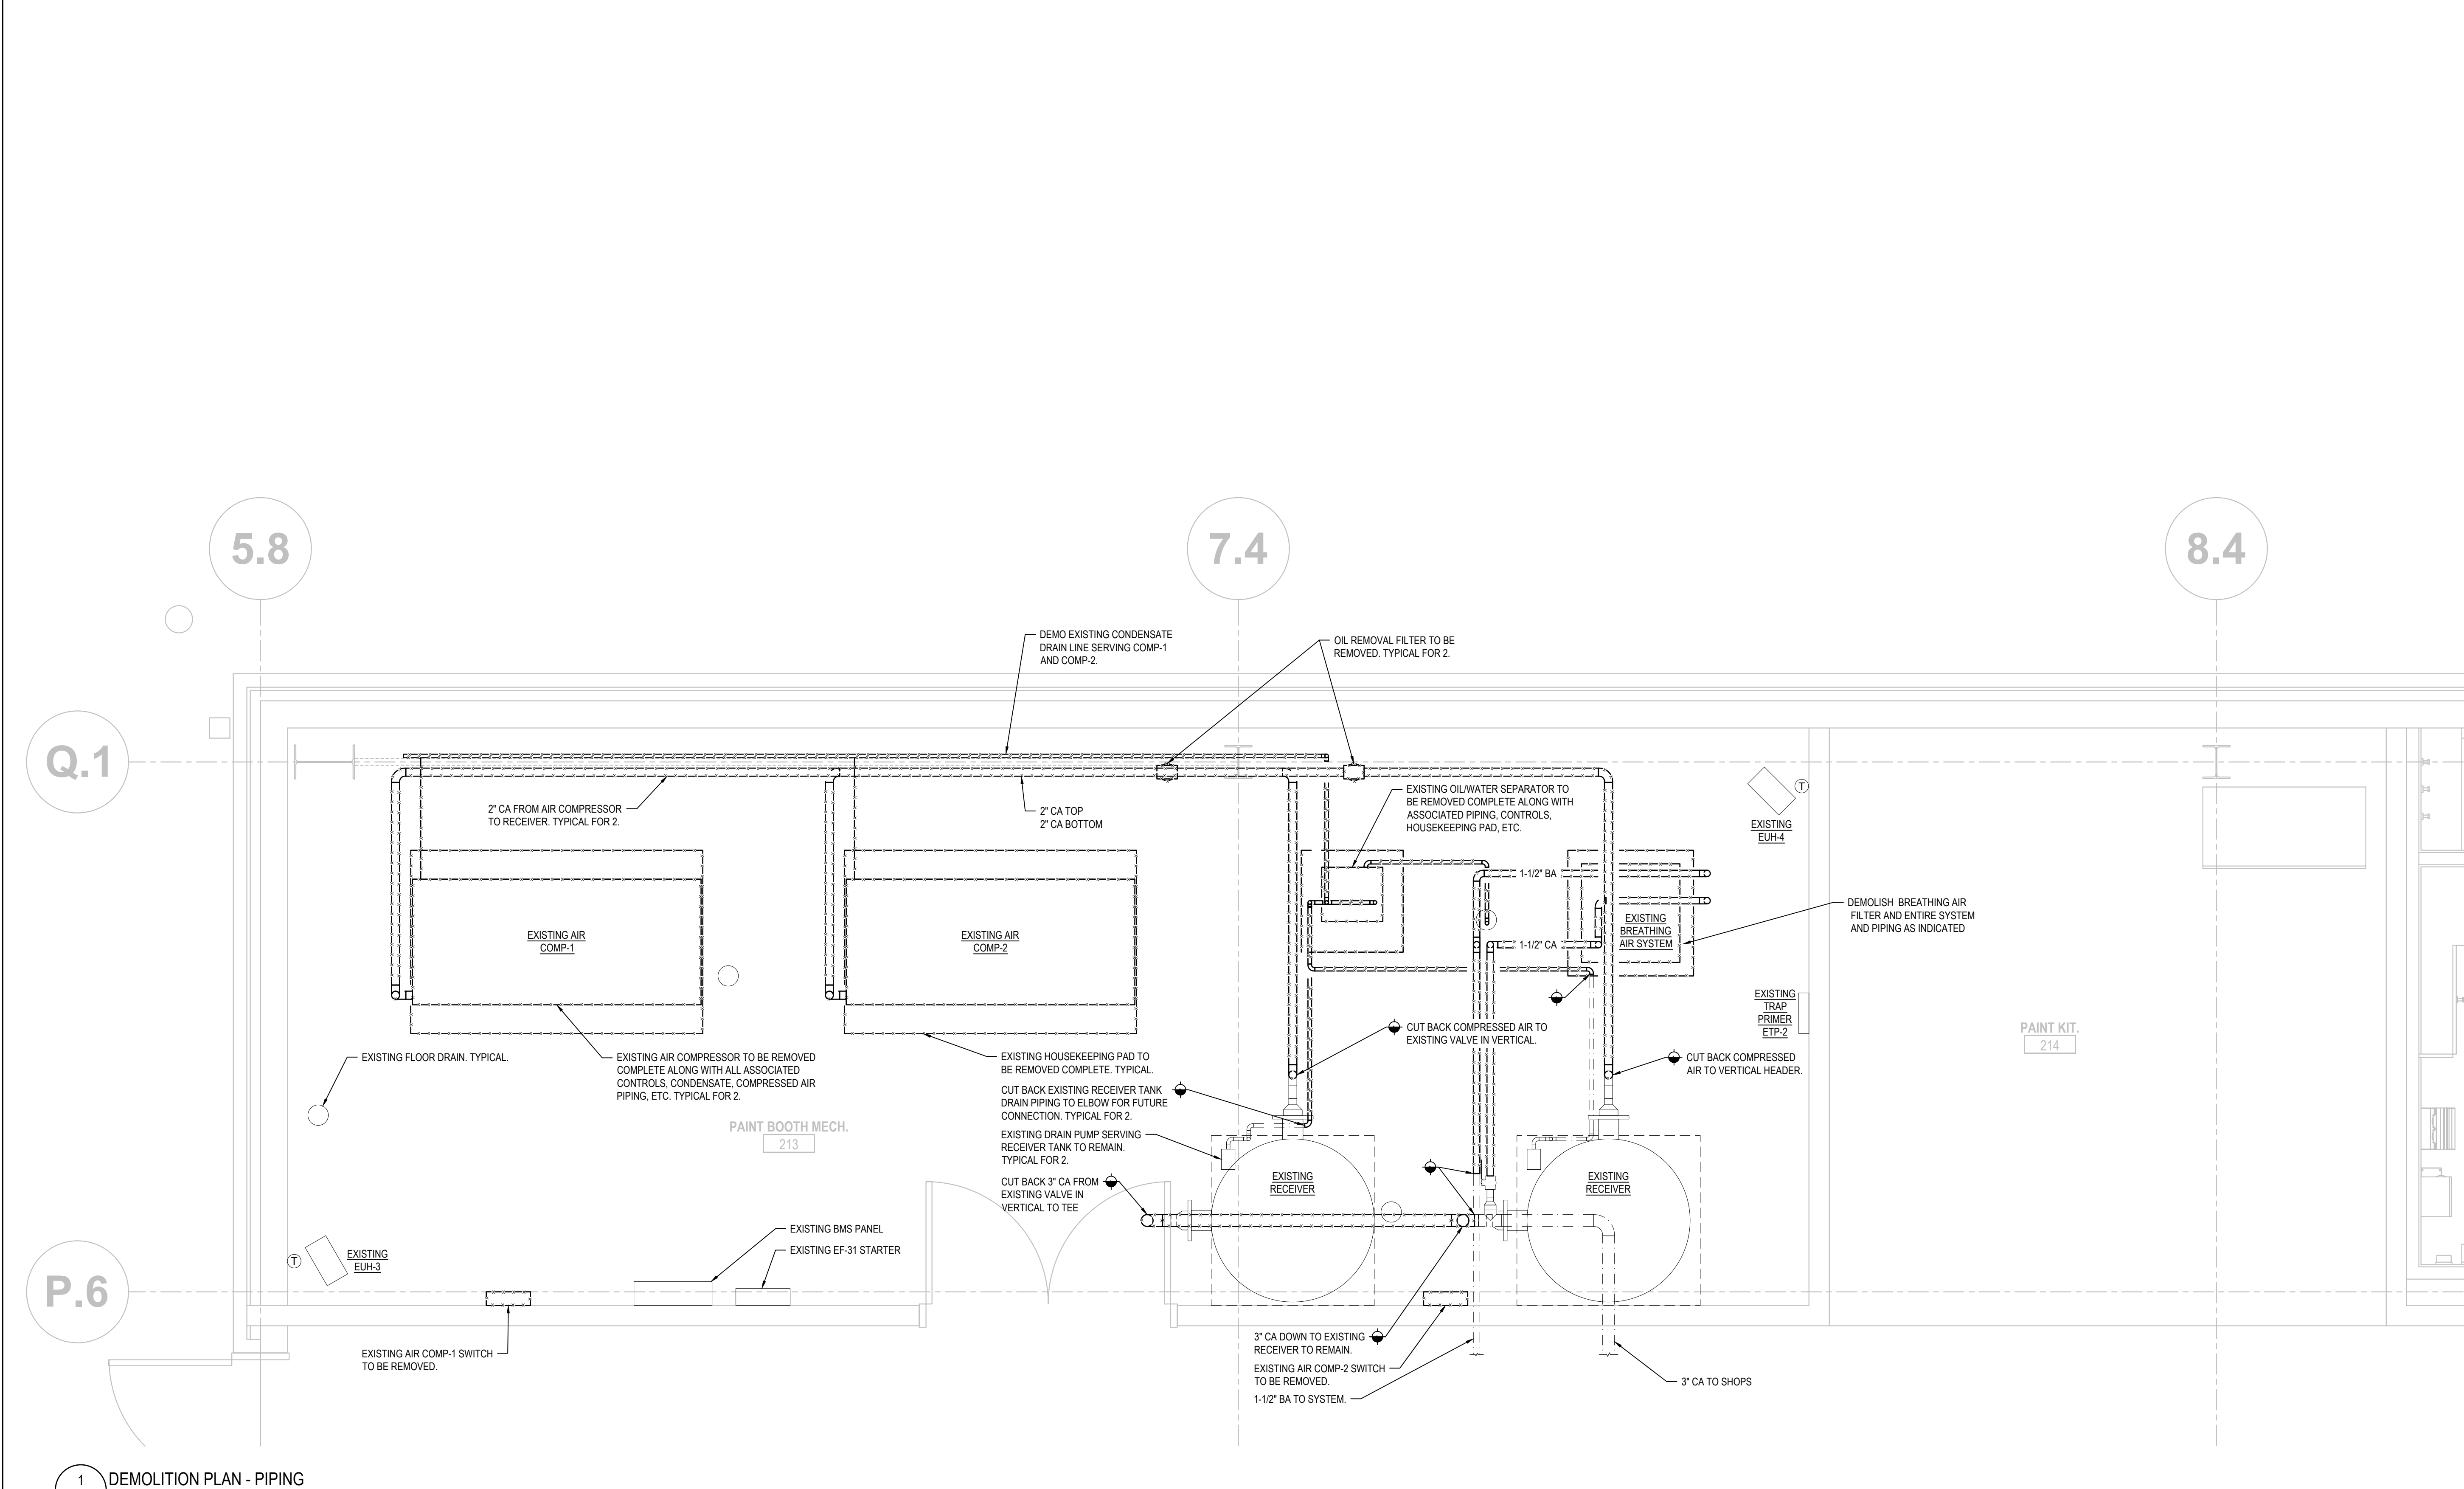 5.8
7.4
8.4
DEMO EXISTING CONDENSATE
DRAIN LINE SERVING COMP-1
AND COMP-2.
OIL REMOVAL FILTER TO BE
REMOVED. TYPICAL FOR 2.
Q.1
2" CA FROM AIR COMPRESSOR
TO RECEIVER. TYPICAL FOR 2.
2" CA TOP
2" CA BOTTOM
EXISTING OIL/WATER SEPARATOR TO
BE REMOVED COMPLETE ALONG WITH
ASSOCIATED PIPING, CONTROLS,
HOUSEKEEPING PAD, ETC.
T
EXISTING
EUH-4
1-1/2" BA
DEMOLISH  BREATHING AIR
FILTER AND ENTIRE SYSTEM
AND PIPING AS INDICATED
EXISTING
BREATHING
AIR SYSTEM
1-1/2" CA
EXISTING AIR
COMP-1
EXISTING AIR
COMP-2
EXISTING
TRAP
PRIMER
ETP-2
PAINT KIT.
214
CUT BACK COMPRESSED AIR TO
EXISTING VALVE IN VERTICAL.
CUT BACK COMPRESSED
AIR TO VERTICAL HEADER.
EXISTING FLOOR DRAIN. TYPICAL.
EXISTING AIR COMPRESSOR TO BE REMOVED
COMPLETE ALONG WITH ALL ASSOCIATED
CONTROLS, CONDENSATE, COMPRESSED AIR
PIPING, ETC. TYPICAL FOR 2.
EXISTING HOUSEKEEPING PAD TO
BE REMOVED COMPLETE. TYPICAL.
CUT BACK EXISTING RECEIVER TANK
DRAIN PIPING TO ELBOW FOR FUTURE
CONNECTION. TYPICAL FOR 2.
PAINT BOOTH MECH.
213
EXISTING DRAIN PUMP SERVING
RECEIVER TANK TO REMAIN.
TYPICAL FOR 2.
EXISTING
RECEIVER
EXISTING
RECEIVER
CUT BACK 3" CA FROM
EXISTING VALVE IN
VERTICAL TO TEE
EXISTING BMS PANEL
EXISTING EF-31 STARTER
T
EXISTING
EUH-3
P.6
EXISTING AIR COMP-1 SWITCH
TO BE REMOVED.
3" CA DOWN TO EXISTING
RECEIVER TO REMAIN.
EXISTING AIR COMP-2 SWITCH
TO BE REMOVED.
1-1/2" BA TO SYSTEM.
3" CA TO SHOPS
1
DEMOLITION PLAN - PIPING